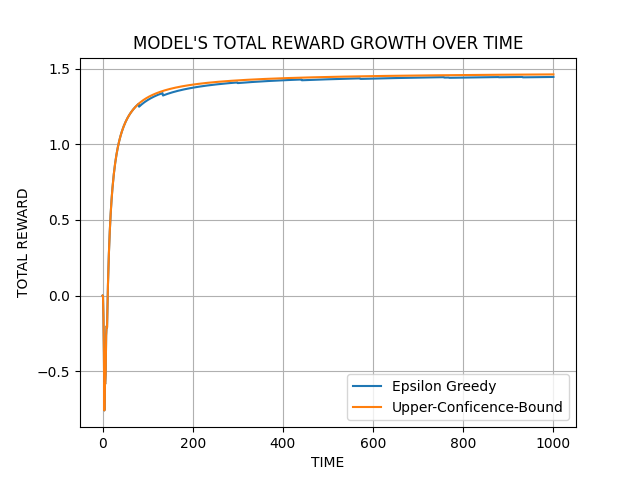 MODEL'S TOTAL REWARD GROWTH OVER TIME
1.5
1.0
0.5
0.0
−0.5
TOTAL REWARD
Epsilon Greedy
Upper-Conficence-Bound
0 200 400 600 800 1000
TIME